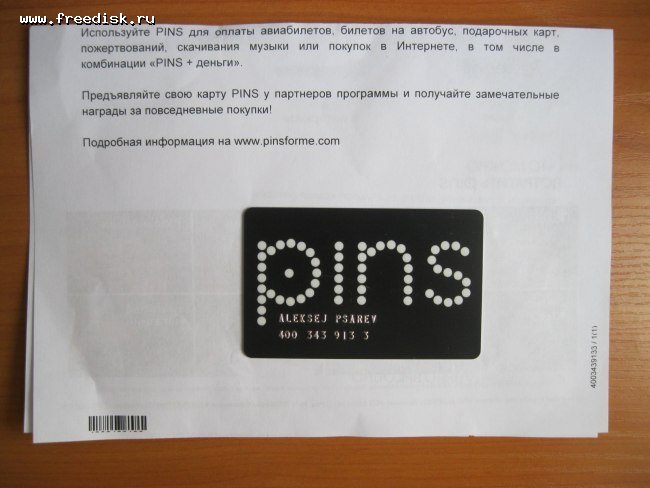 www.freedisk.ru
Используйте PINS для оплаты авиабилетов, билетов на автобус, подарочных карт,
пожертвований, скачивания музыки или покупок в Интернете, в том числе в
комбинации «PINS + деньги».
Предъявляйте свою карту PINS у партнеров программы и получайте замечательные
награды за повседневные покупки!
Подробная информация на www.pinsforme.com
pins
ALEKSEJ PSAREV
400 343 913 3
4003439133 / 1(1)